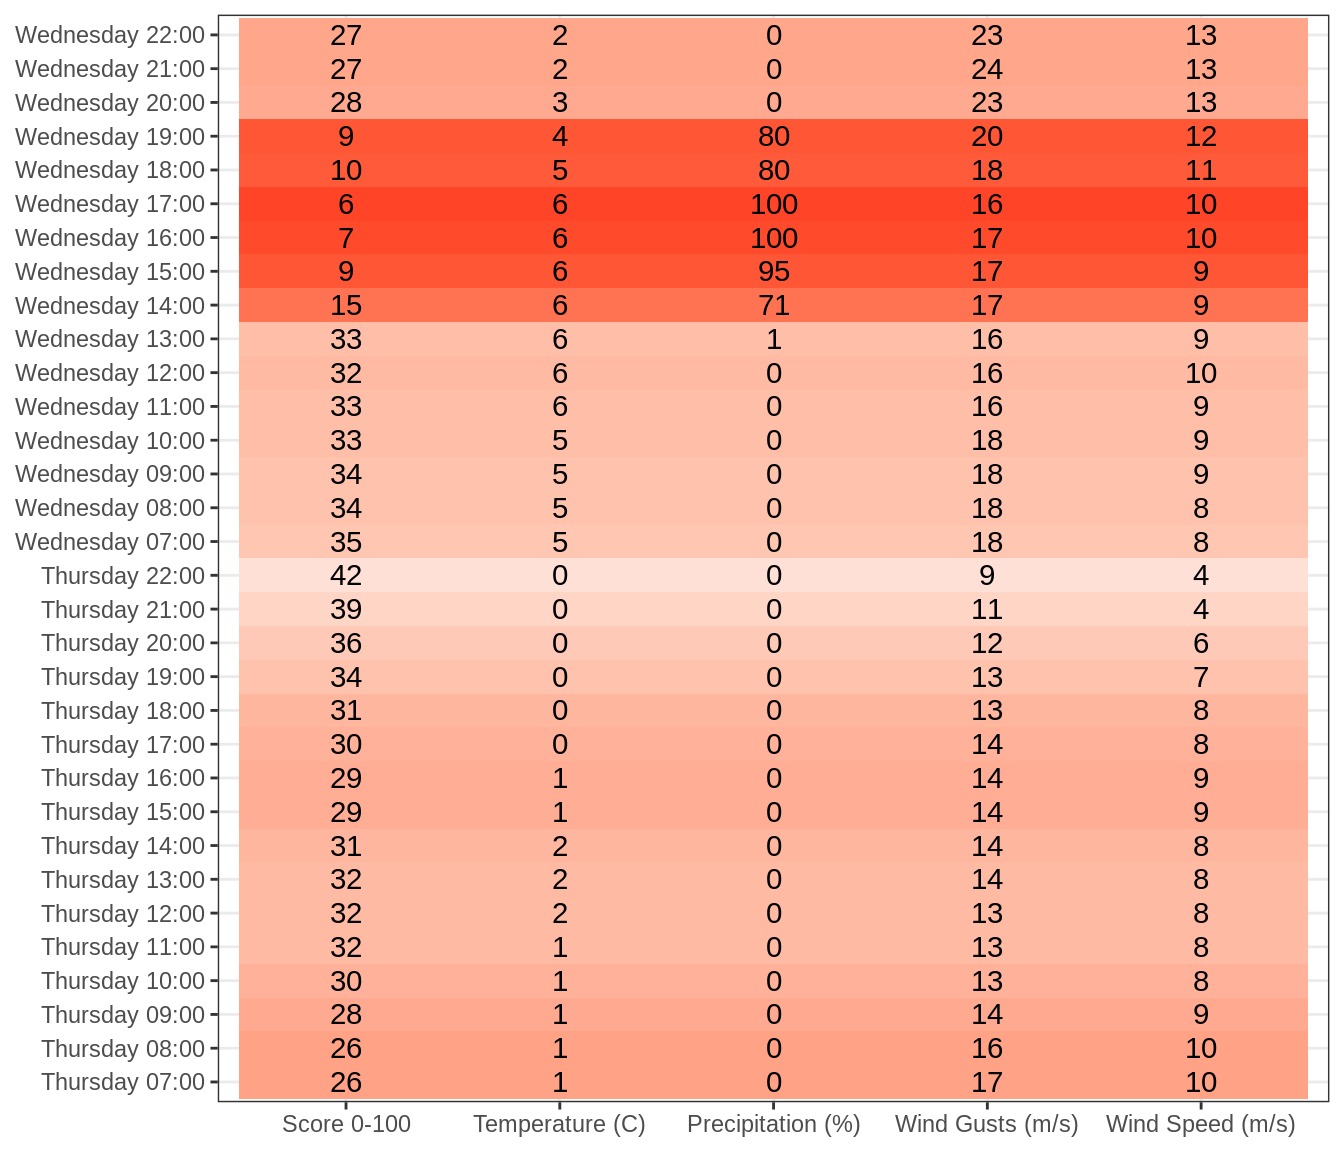 Wednesday 22:00 27 2 0 23 13
Wednesday 21:00 27 2 0 24 13
Wednesday 20:00 28 3 0 23 13
Wednesday 19:00 9 4 80 20 12
Wednesday 18:00 10 5 80 18 11
Wednesday 17:00 6 6 100 16 10
Wednesday 16:00 7 6 100 17 10
Wednesday 15:00 9 6 95 17 9
Wednesday 14:00 15 6 71 17 9
Wednesday 13:00 33 6 1 16 9
Wednesday 12:00 32 6 0 16 10
Wednesday 11:00 33 6 0 16 9
Wednesday 10:00 33 5 0 18 9
Wednesday 09:00 34 5 0 18 9
Wednesday 08:00 34 5 0 18 8
Wednesday 07:00 35 5 0 18 8
Thursday 22:00 42 0 0 9 4
Thursday 21:00 39 0 0 11 4
Thursday 20:00 36 0 0 12 6
Thursday 19:00 34 0 0 13 7
Thursday 18:00 31 0 0 13 8
Thursday 17:00 30 0 0 14 8
Thursday 16:00 29 1 0 14 9
Thursday 15:00 29 1 0 14 9
Thursday 14:00 31 2 0 14 8
Thursday 13:00 32 2 0 14 8
Thursday 12:00 32 2 0 13 8
Thursday 11:00 32 1 0 13 8
Thursday 10:00 30 1 0 13 8
Thursday 09:00 28 1 0 14 9
Thursday 08:00 26 1 0 16 10
Thursday 07:00 26 1 0 17 10
Score 0-100 Temperature (C) Precipitation (%) Wind Gusts (m/s) Wind Speed (m/s)